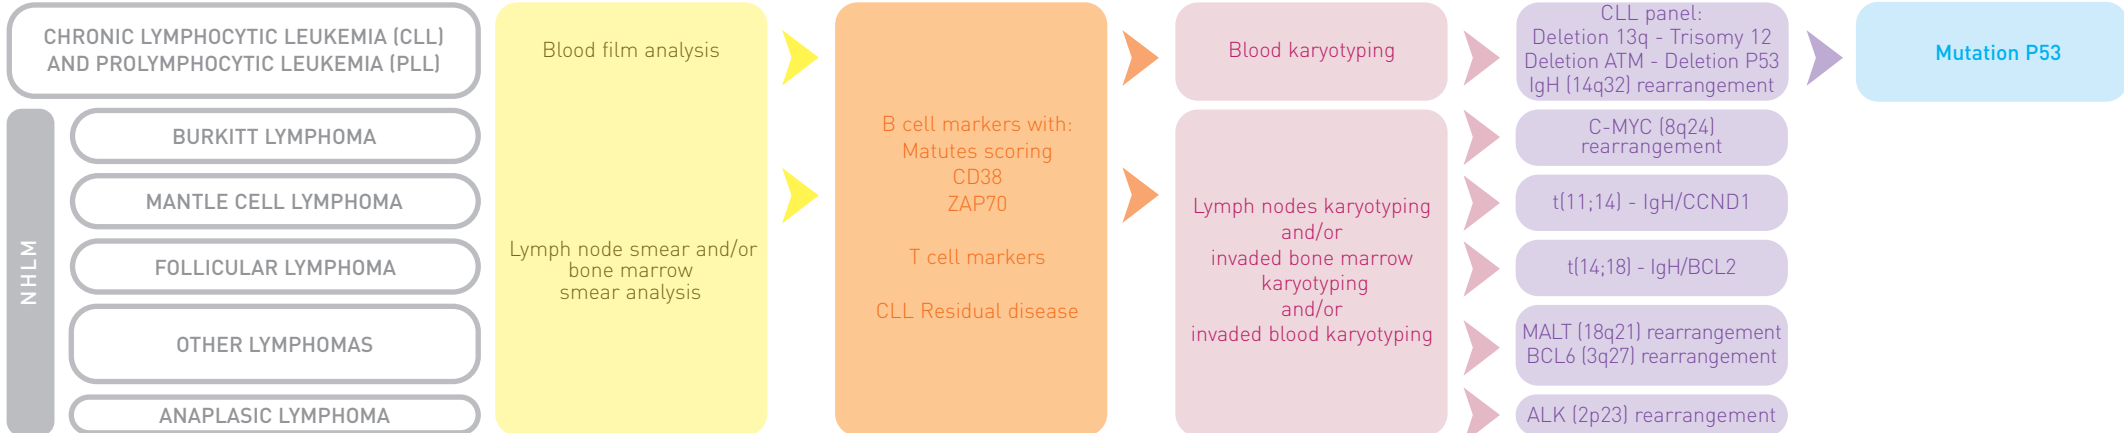 CHRONIC LYMPHOCYTIC LEUKEMIA (CLL)
AND PROLYMPHOCYTIC LEUKEMIA (PLL)
NHLM
BURKITT LYMPHOMA
MANTLE CELL LYMPHOMA
FOLLICULAR LYMPHOMA
OTHER LYMPHOMAS
ANAPLASIC LYMPHOMA
Blood film analysis
Lymph node smear and/or
bone marrow
smear analysis
B cell markers with:
Matutes scoring
CD38
ZAP70
T cell markers
CLL Residual disease
Blood karyotyping
Lymph nodes karyotyping
and/or
invaded bone marrow
karyotyping
and/or
invaded blood karyotyping
CLL panel:
Deletion 13q - Trisomy 12
Deletion ATM - Deletion P53
IgH (14q32) rearrangement
C-MYC (8q24)
rearrangement
t(11;14) - IgH/CCND1
t(14;18) - IgH/BCL2
MALT (18q21) rearrangement
BCL6 (3q27) rearrangement
ALK (2p23) rearrangement
Mutation P53